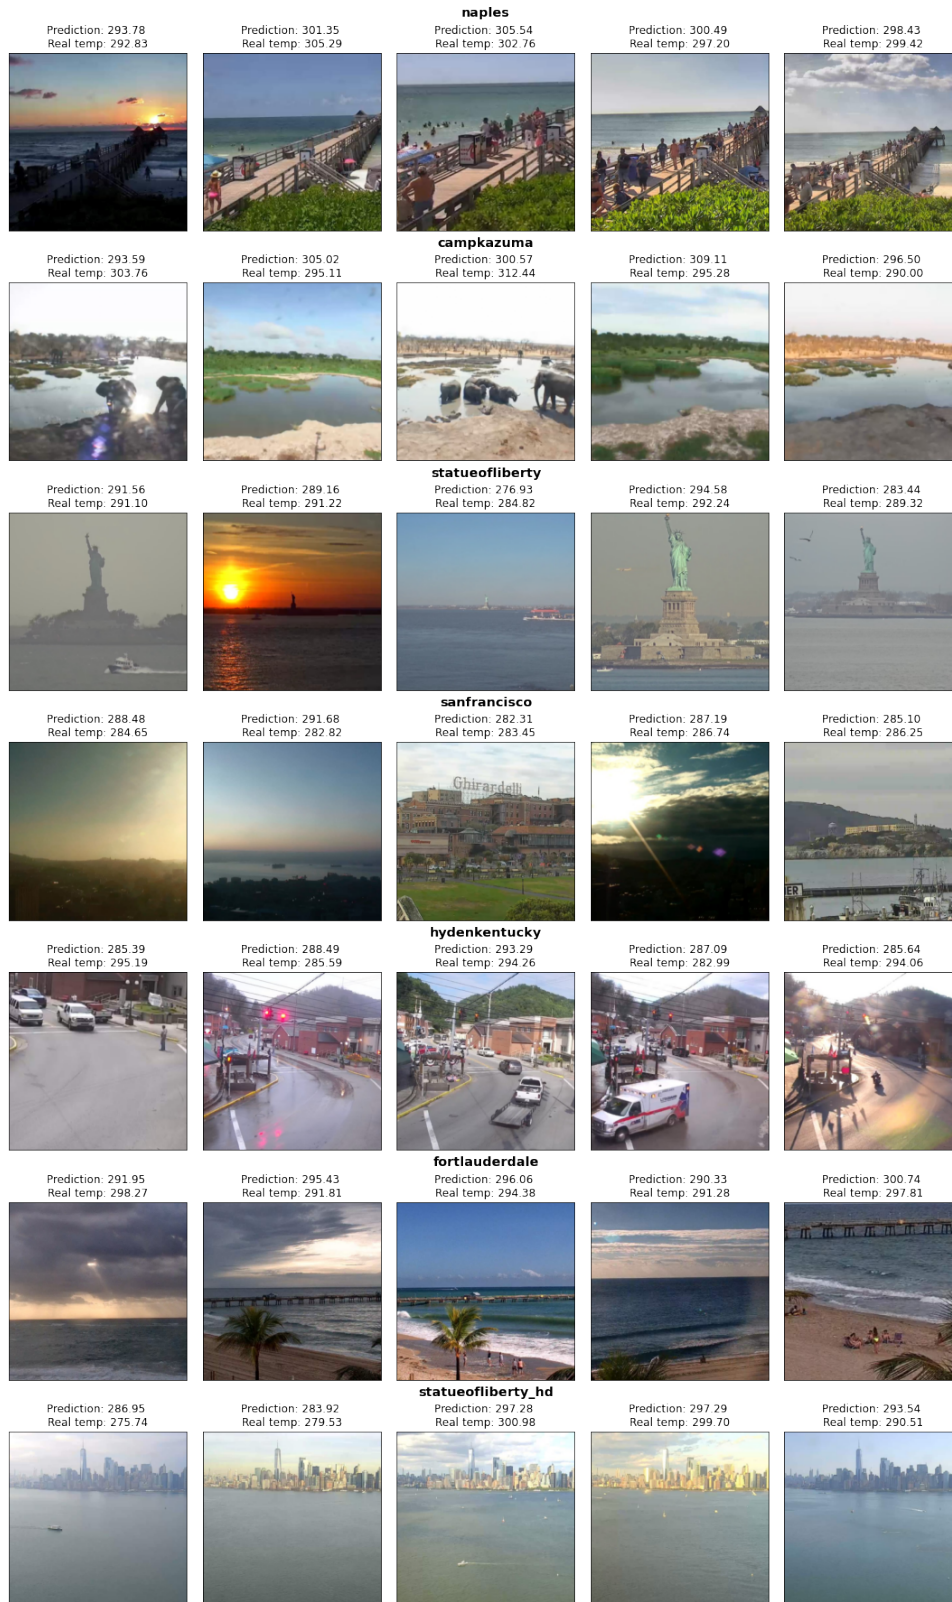 naples
Prediction: 293.78 Prediction: 301.35 Prediction: 305.54 Prediction: 300.49 Prediction: 298.43
Real temp: 292.83 Real temp: 305.29 Real temp: 302.76 Real temp: 297.20 Real temp: 299.42
campkazuma
Prediction: 293.59 Prediction: 305.02 Prediction: 300.57 Prediction: 309.11 Prediction: 296.50
Real temp: 303.76 Real temp: 295.11 Real temp: 312.44 Real temp: 295.28 Real temp: 290.00
statueofliberty
Prediction: 291.56 Prediction: 289.16 Prediction: 276.93 Prediction: 294.58 Prediction: 283.44
Real temp: 291.10 Real temp: 291.22 Real temp: 284.82 Real temp: 292.24 Real temp: 289.32
sanfrancisco
Prediction: 288.48 Prediction: 291.68 Prediction: 282.31 Prediction: 287.19 Prediction: 285.10
Real temp: 284.65 Real temp: 282.82 Real temp: 283.45 Real temp: 286.74 Real temp: 286.25
Ghirardelli
ER
hydenkentucky
Prediction: 285.39 Prediction: 288.49 Prediction: 293.29 Prediction: 287.09 Prediction: 285.64
Real temp: 295.19 Real temp: 285.59 Real temp: 294.26 Real temp: 282.99 Real temp: 294.06
fortlauderdale
Prediction: 291.95 Prediction: 295.43 Prediction: 296.06 Prediction: 290.33 Prediction: 300.74
Real temp: 298.27 Real temp: 291.81 Real temp: 294.38 Real temp: 291.28 Real temp: 297.81
statueofliberty_hd
Prediction: 286.95 Prediction: 283.92 Prediction: 297.28 Prediction: 297.29 Prediction: 293.54
Real temp: 275.74 Real temp: 279.53 Real temp: 300.98 Real temp: 299.70 Real temp: 290.51